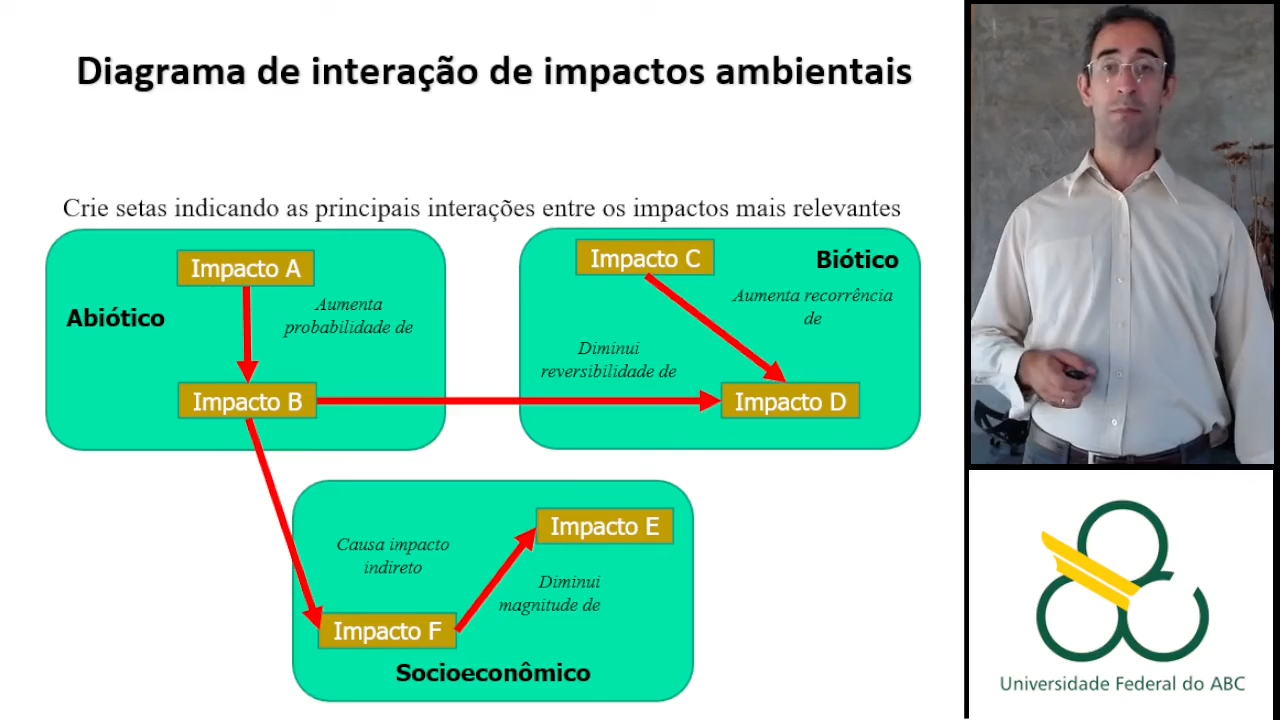 Diagrama de interação de impactos ambientais
Crie setas indicando as principais interações entre os impactos mais relevantes
Impacto A
Abiótico
Aumenta
probabilidade de
Impacto B
Impacto C
Biótico
Aumenta recorrência
de
Diminui
reversibilidade de
Impacto D
Impacto E
Causa impacto
indireto
Diminui
magnitude de
Impacto F
Socioeconômico
Universidade Federal do ABC